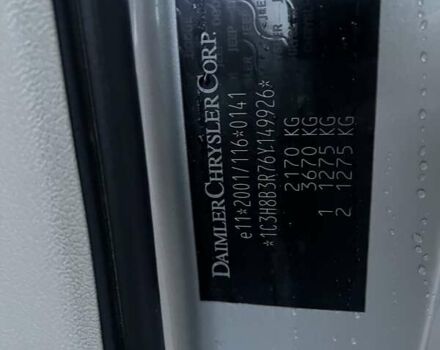 DAIMLERCHRYSLER CORP.
e11*2001/116*0141
*1C3H8B3R76Y149926*
2170 KG
3670 KG
1 1275 KG
2 1275 KG